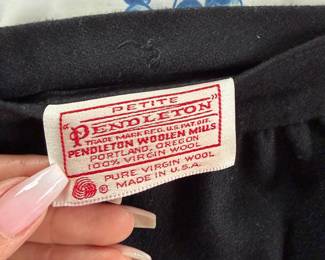 PETITE
"PENDLETON"
TRADE MARK REG. U.S. PAT. OFF.
PENDLETON WOOLEN MILLS
PORTLAND, OREGON
100% VIRGIN WOOL
PURE VIRGIN WOOL
® MADE IN U.S.A.